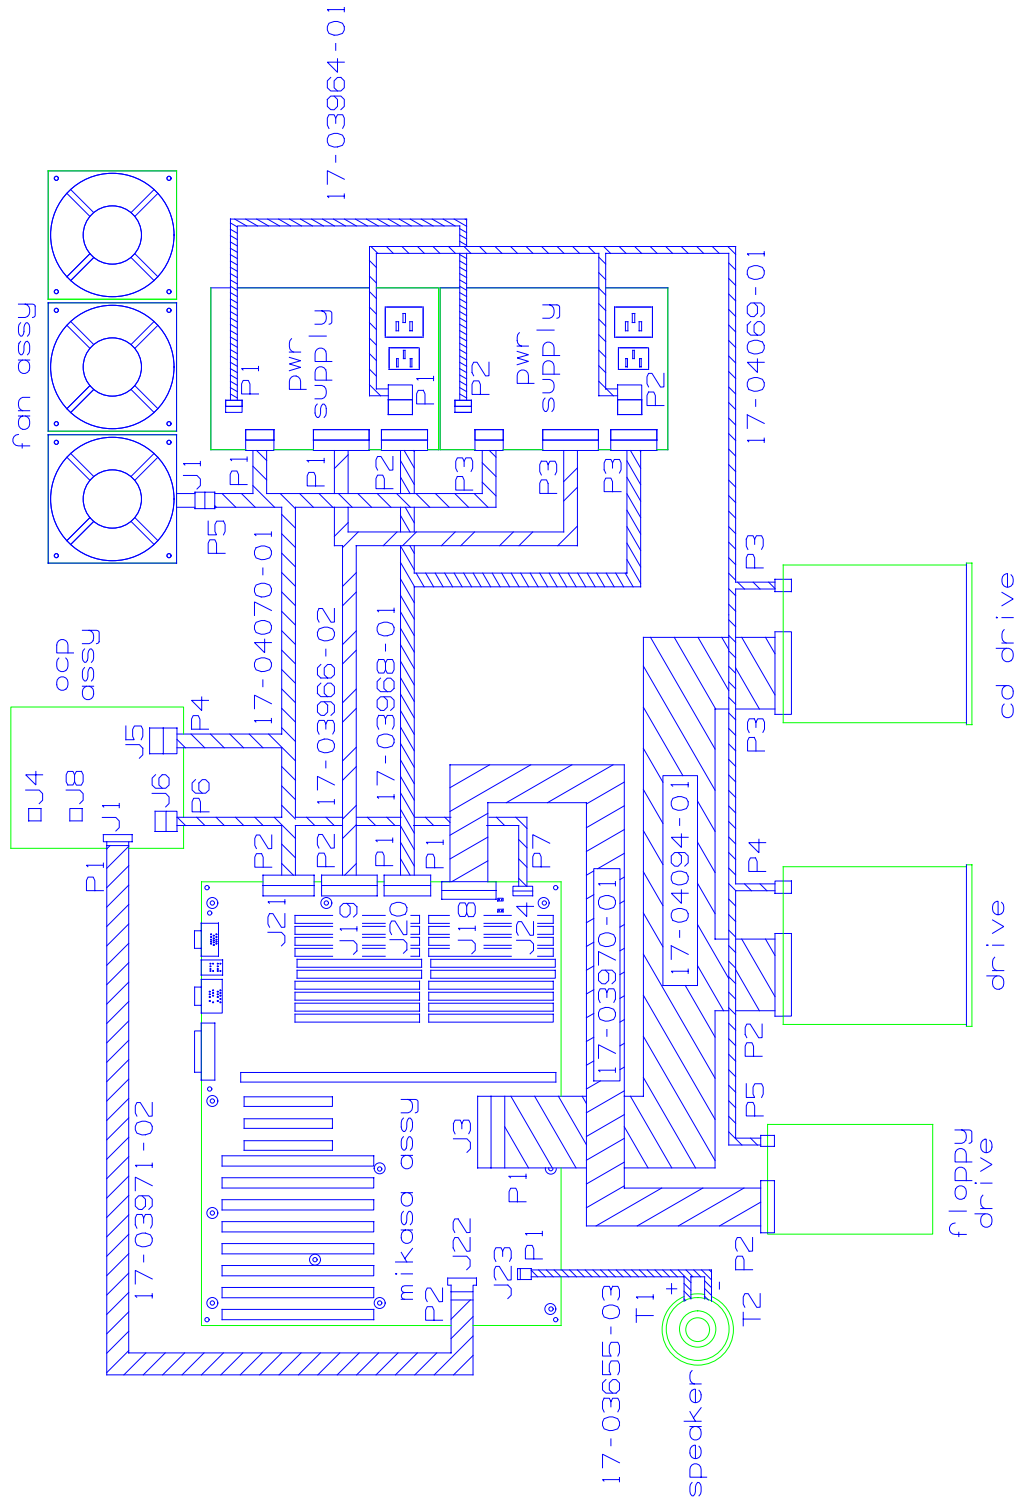 17-03964-01
fan assy
P1
pwr
supply
P1
P2
pwr
supply
P2
17-04069-01
J1
P5
P1
P1
P2
P3
P3
P3
17-04070-01
17-03966-02
17-03968-01
ocp
assy
J4
J8
J5
P4
J6
P6
J1
P1
P2
P2
P1
P1
P7
J21
J19
J20
J18
J24
P3
P3
cd drive
17-04094-01
17-03970-01
P4
P2
drive
17-03971-02
mikasa assy
J3
P1
P5
floppy
drive
P2
J22
P2
J23
P1
17-03655-03
T1
+
-
T2
speaker